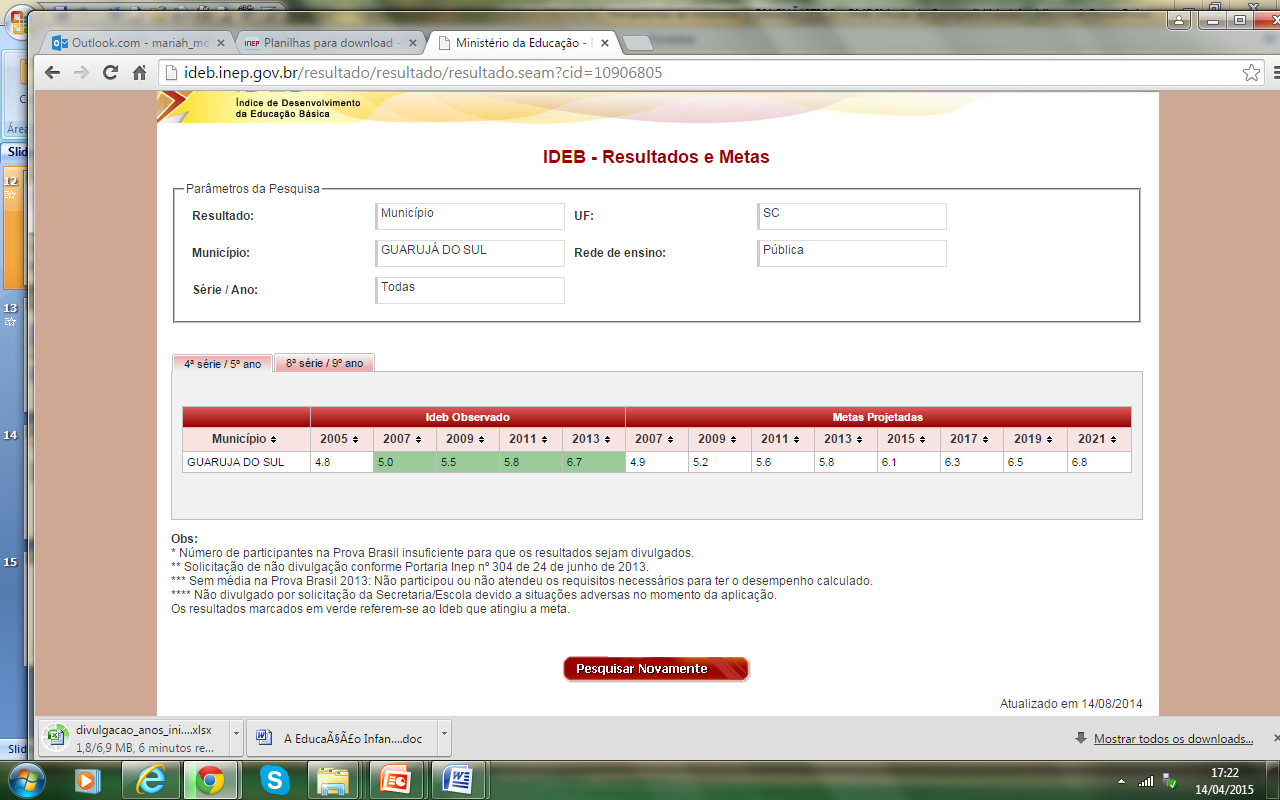 Outlook.com - mariah_mc
Planilhas para download -
Ministério da Educação -
ideb.inep.gov.br/resultado/resultado/resultado.seam?cid=10906805
Índice de Desenvolvimento
da Educação Básica
IDEB - Resultados e Metas
Parâmetros da Pesquisa
Resultado: Município UF: SC
Município: GUARUJÁ DO SUL Rede de ensino: Pública
Série / Ano: Todas
4ª série / 5º ano 8ª série / 9º ano
Ideb Observado Metas Projetadas
Município 2005 2007 2009 2011 2013 2007 2009 2011 2013 2015 2017 2019 2021
GUARUJA DO SUL 4.8 5.0 5.5 5.8 6.7 4.9 5.2 5.6 5.8 6.1 6.3 6.5 6.8
Obs:
* Número de participantes na Prova Brasil insuficiente para que os resultados sejam divulgados.
** Solicitação de não divulgação conforme Portaria Inep nº 304 de 24 de junho de 2013.
*** Sem média na Prova Brasil 2013: Não participou ou não atendeu os requisitos necessários para ter o desempenho calculado.
**** Não divulgado por solicitação da Secretaria/Escola devido a situações adversas no momento da aplicação.
Os resultados marcados em verde referem-se ao Ideb que atingiu a meta.
Pesquisar Novamente
Atualizado em 14/08/2014
12
13
14
15
Área
Slid
Slid
divulgacao_anos_ini....xlsx
1,8/6,9 MB, 6 minutos re...
A EducaÃ§Ã£o Infan....doc
Mostrar todos os downloads...
17:22
14/04/2015